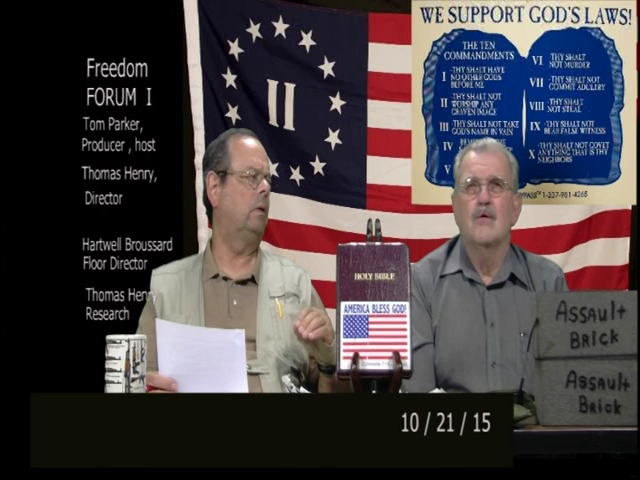 Freedom
FORUM I
Tom Parker,
Producer , host
Thomas Henry,
Director
Hartwell Broussard
Floor Director
Thomas Henry
Research
II
WE SUPPORT GOD'S LAWS!
THE TEN
COMMANDMENTS
I -THY SHALT HAVE
NO OTHER GODS
BEFORE ME
II -THY SHALT NOT
WORSHIP ANY
GRAVEN IMAGE
III -THY SHALT NOT TAKE
GOD'S NAME IN VAIN
IV
V
VI -THY SHALT
NOT MURDER
VII -THY SHALT NOT
COMMIT ADULTRY
VIII -THY SHALT
NOT STEAL
IX -THY SHALT NOT
BEAR FALSE WITNESS
X -THY SHALT NOT COVET
ANYTHING THAT IS THY
NEIGHBORS
HOLY BIBLE
AMERICA BLESS GOD!
Assault
Brick
Assault
Brick
10 / 21 / 15